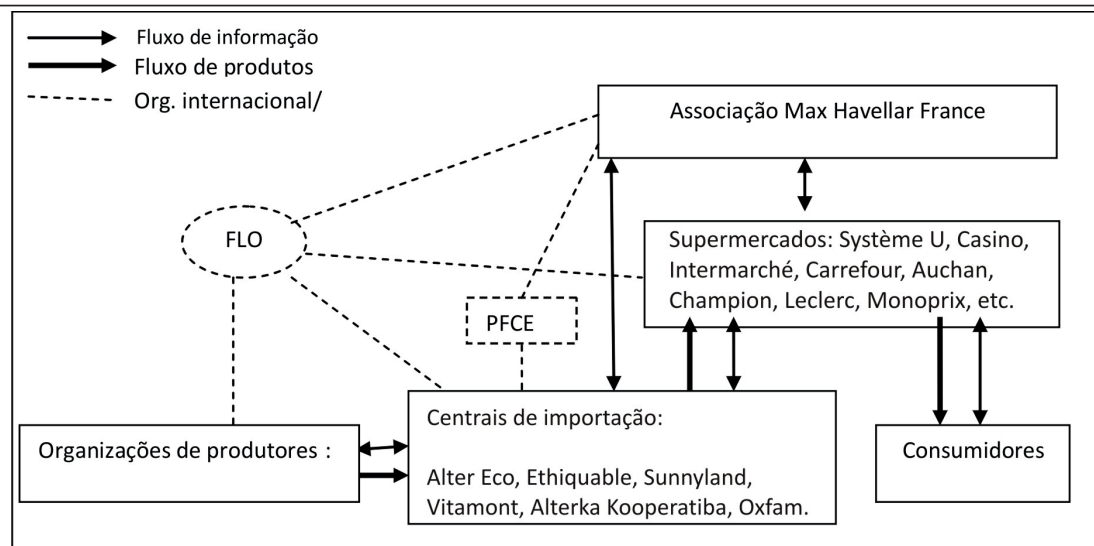 Fluxo de informação
Fluxo de produtos
Org. internacional/
Associação Max Havellar France
FLO
Supermercados: Système U, Casino,
Intermarché, Carrefour, Auchan,
Champion, Leclerc, Monoprix, etc.
PFCE
Centrais de importação:
Alter Eco, Ethiquable, Sunnyland,
Vitamont, Alterka Kooperatiba, Oxfam.
Organizações de produtores :
Consumidores